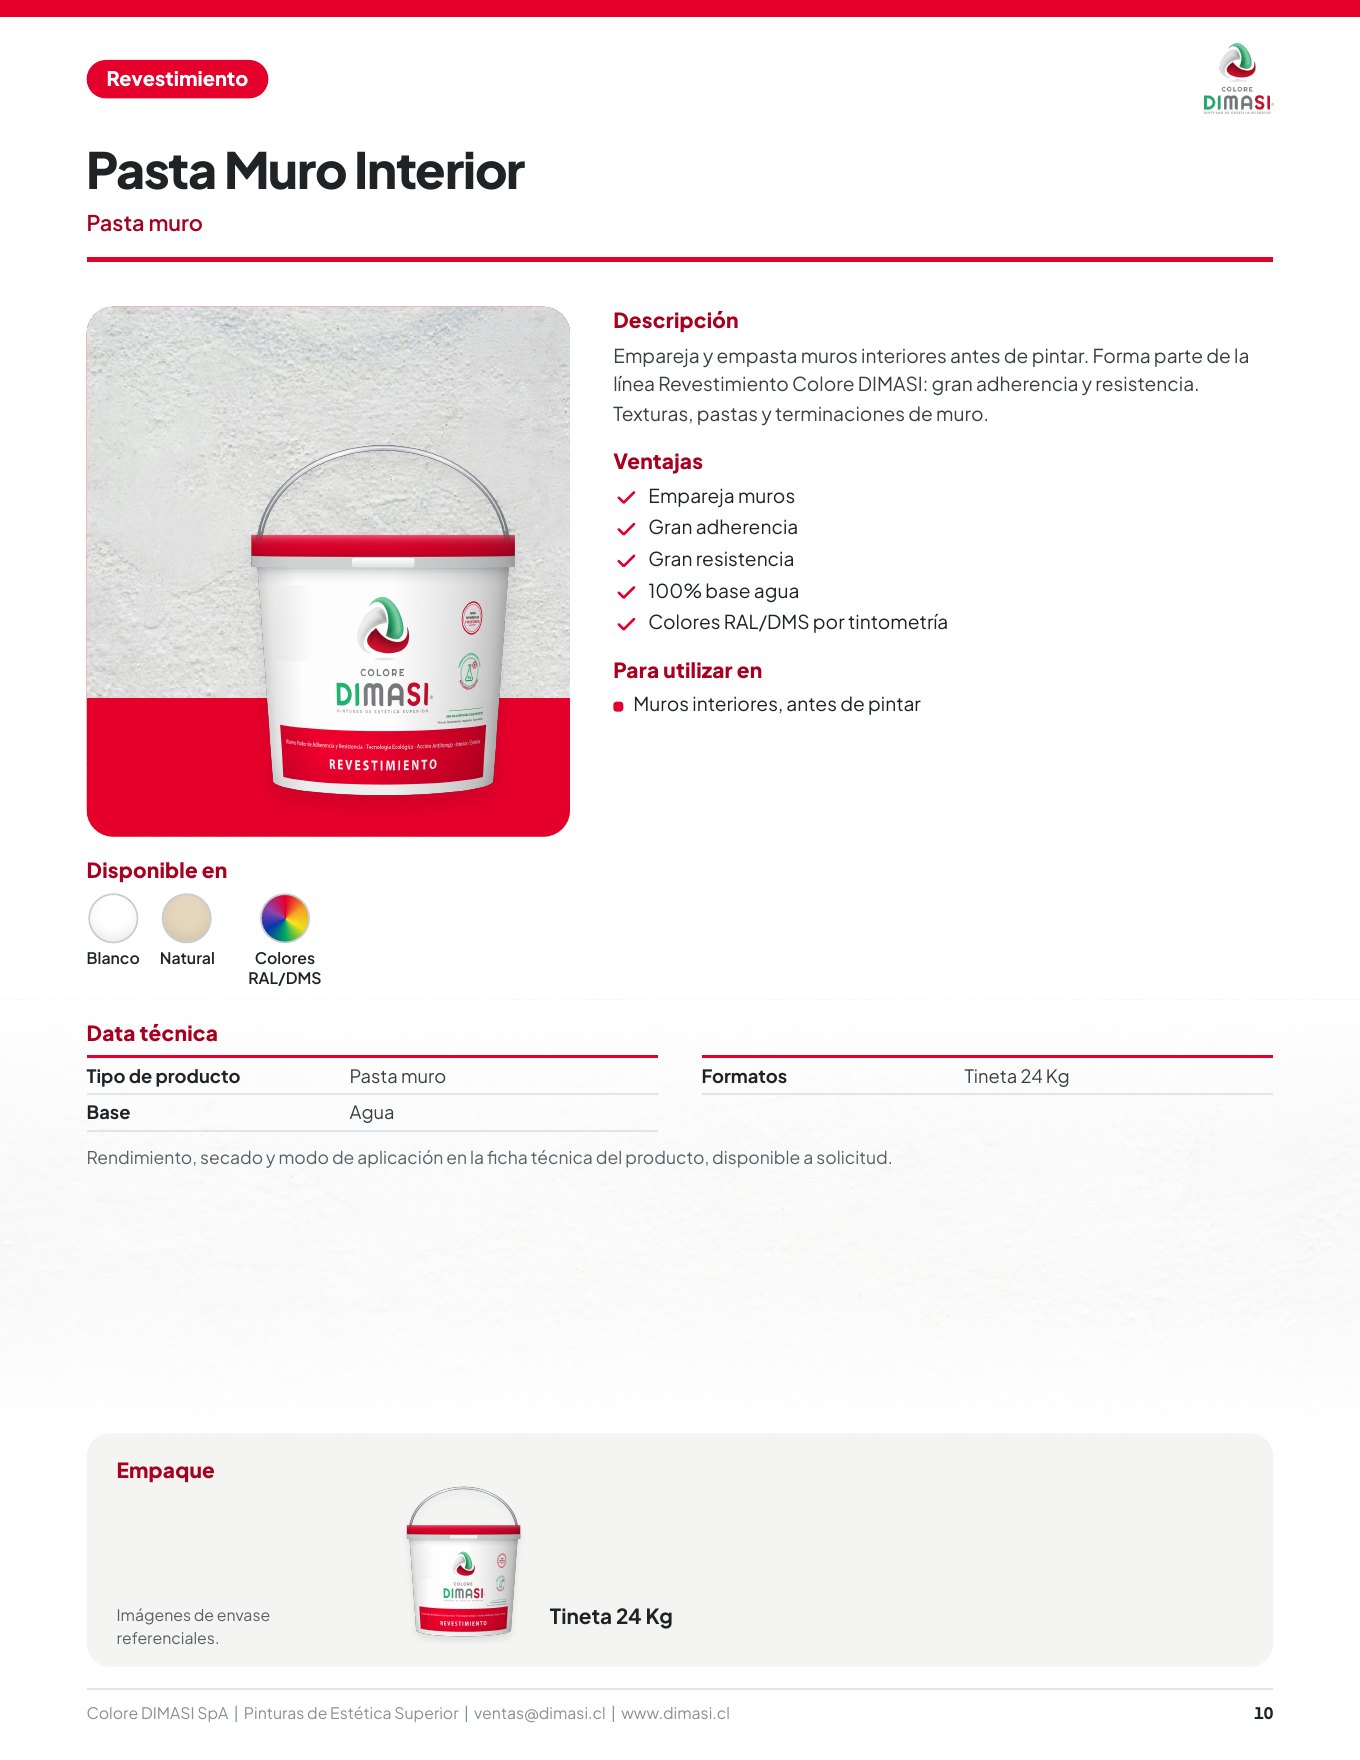 Revestimiento
COLORE
DIMASI
Pasta Muro Interior
Pasta muro
Descripción
Empareja y empasta muros interiores antes de pintar. Forma parte de la
línea Revestimiento Colore DIMASI: gran adherencia y resistencia.
Texturas, pastas y terminaciones de muro.
Ventajas
Empareja muros
Gran adherencia
Gran resistencia
100% base agua
Colores RAL/DMS por tintometría
Para utilizar en
Muros interiores, antes de pintar
COLORE
DIMASI
PINTURAS DE ESTÉTICA SUPERIOR
REVESTIMIENTO
Disponible en
Blanco
Natural
Colores
RAL/DMS
Data técnica
Tipo de producto Pasta muro
Base Agua
Formatos Tineta 24 Kg
Rendimiento, secado y modo de aplicación en la ficha técnica del producto, disponible a solicitud.
Empaque
COLORE
DIMASI
REVESTIMIENTO
Imágenes de envase
referenciales.
Tineta 24 Kg
Colore DIMASI SpA | Pinturas de Estética Superior | ventas@dimasi.cl | www.dimasi.cl
10